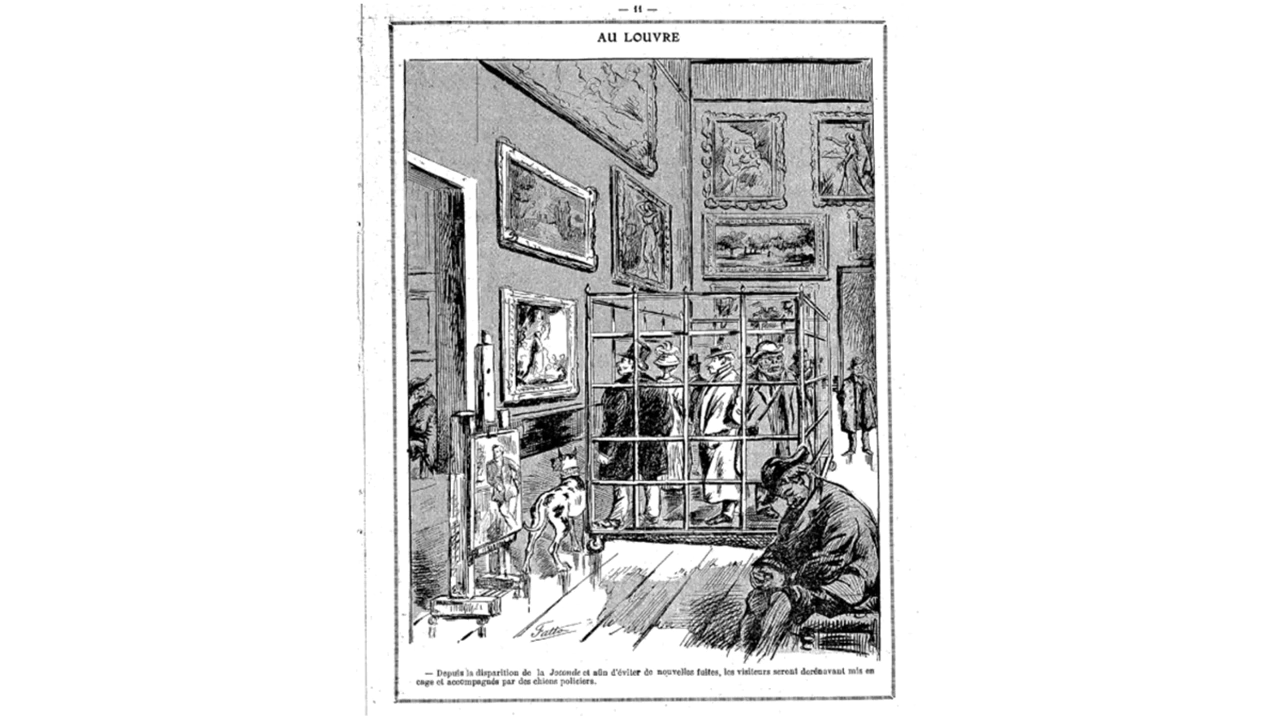 — 11 —
AU LOUVRE
— Depuis la disparition de la Joconde et afin d'éviter de nouvelles fuites, les visiteurs seront dorénavant mis en
cage et accompagnés par des chiens policiers.